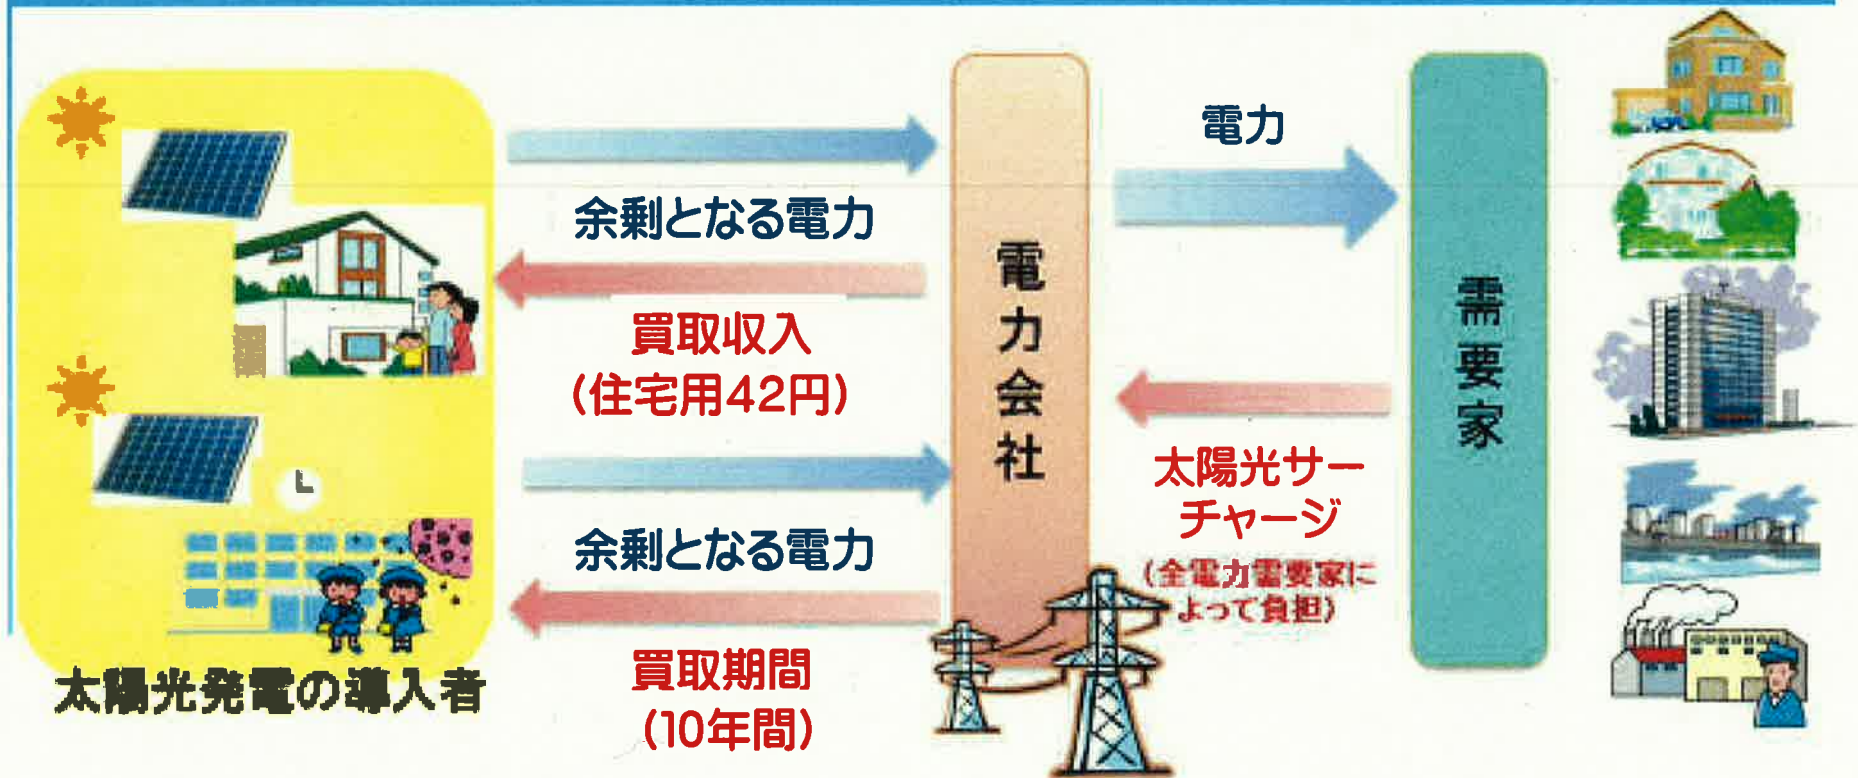 余剰となる電力
買取収入
(住宅用42円)
余剰となる電力
買取期間
(10年間)
太陽光発電の導入者
電力会社
電力
太陽光サー
チャージ
(全電力需要家に
よって負担)
需要家